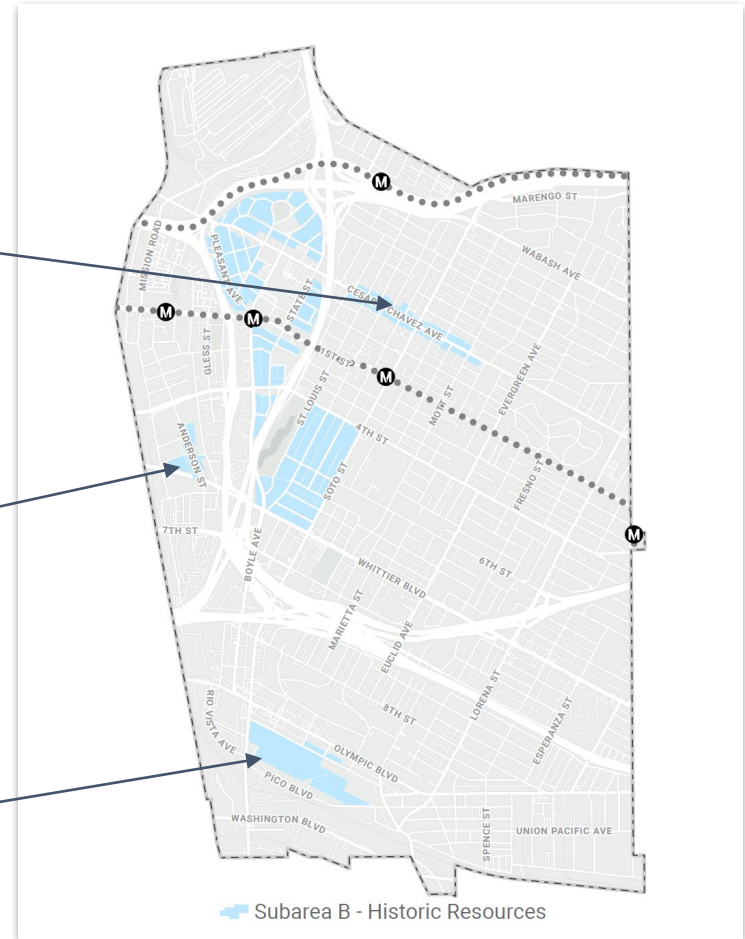 M
MARENGO ST
WABASH AVE
MISSION ROAD
PLEASANT AVE
STATE ST
CESAR E CHAVEZ AVE
M
M
GLESS ST
1ST ST
M
ST LOUIS ST
MOTT ST
EVERGREEN AVE
4TH ST
ANDERSON ST
SOTO ST
FRESNO ST
7TH ST
M
BOYLE AVE
WHITTIER BLVD
6TH ST
MARIETTA ST
EUCLID AVE
LORENA ST
ESPERANZA ST
RIO VISTA AVE
8TH ST
OLYMPIC BLVD
PICO BLVD
WASHINGTON BLVD
SPENCE ST
UNION PACIFIC AVE
Subarea B - Historic Resources